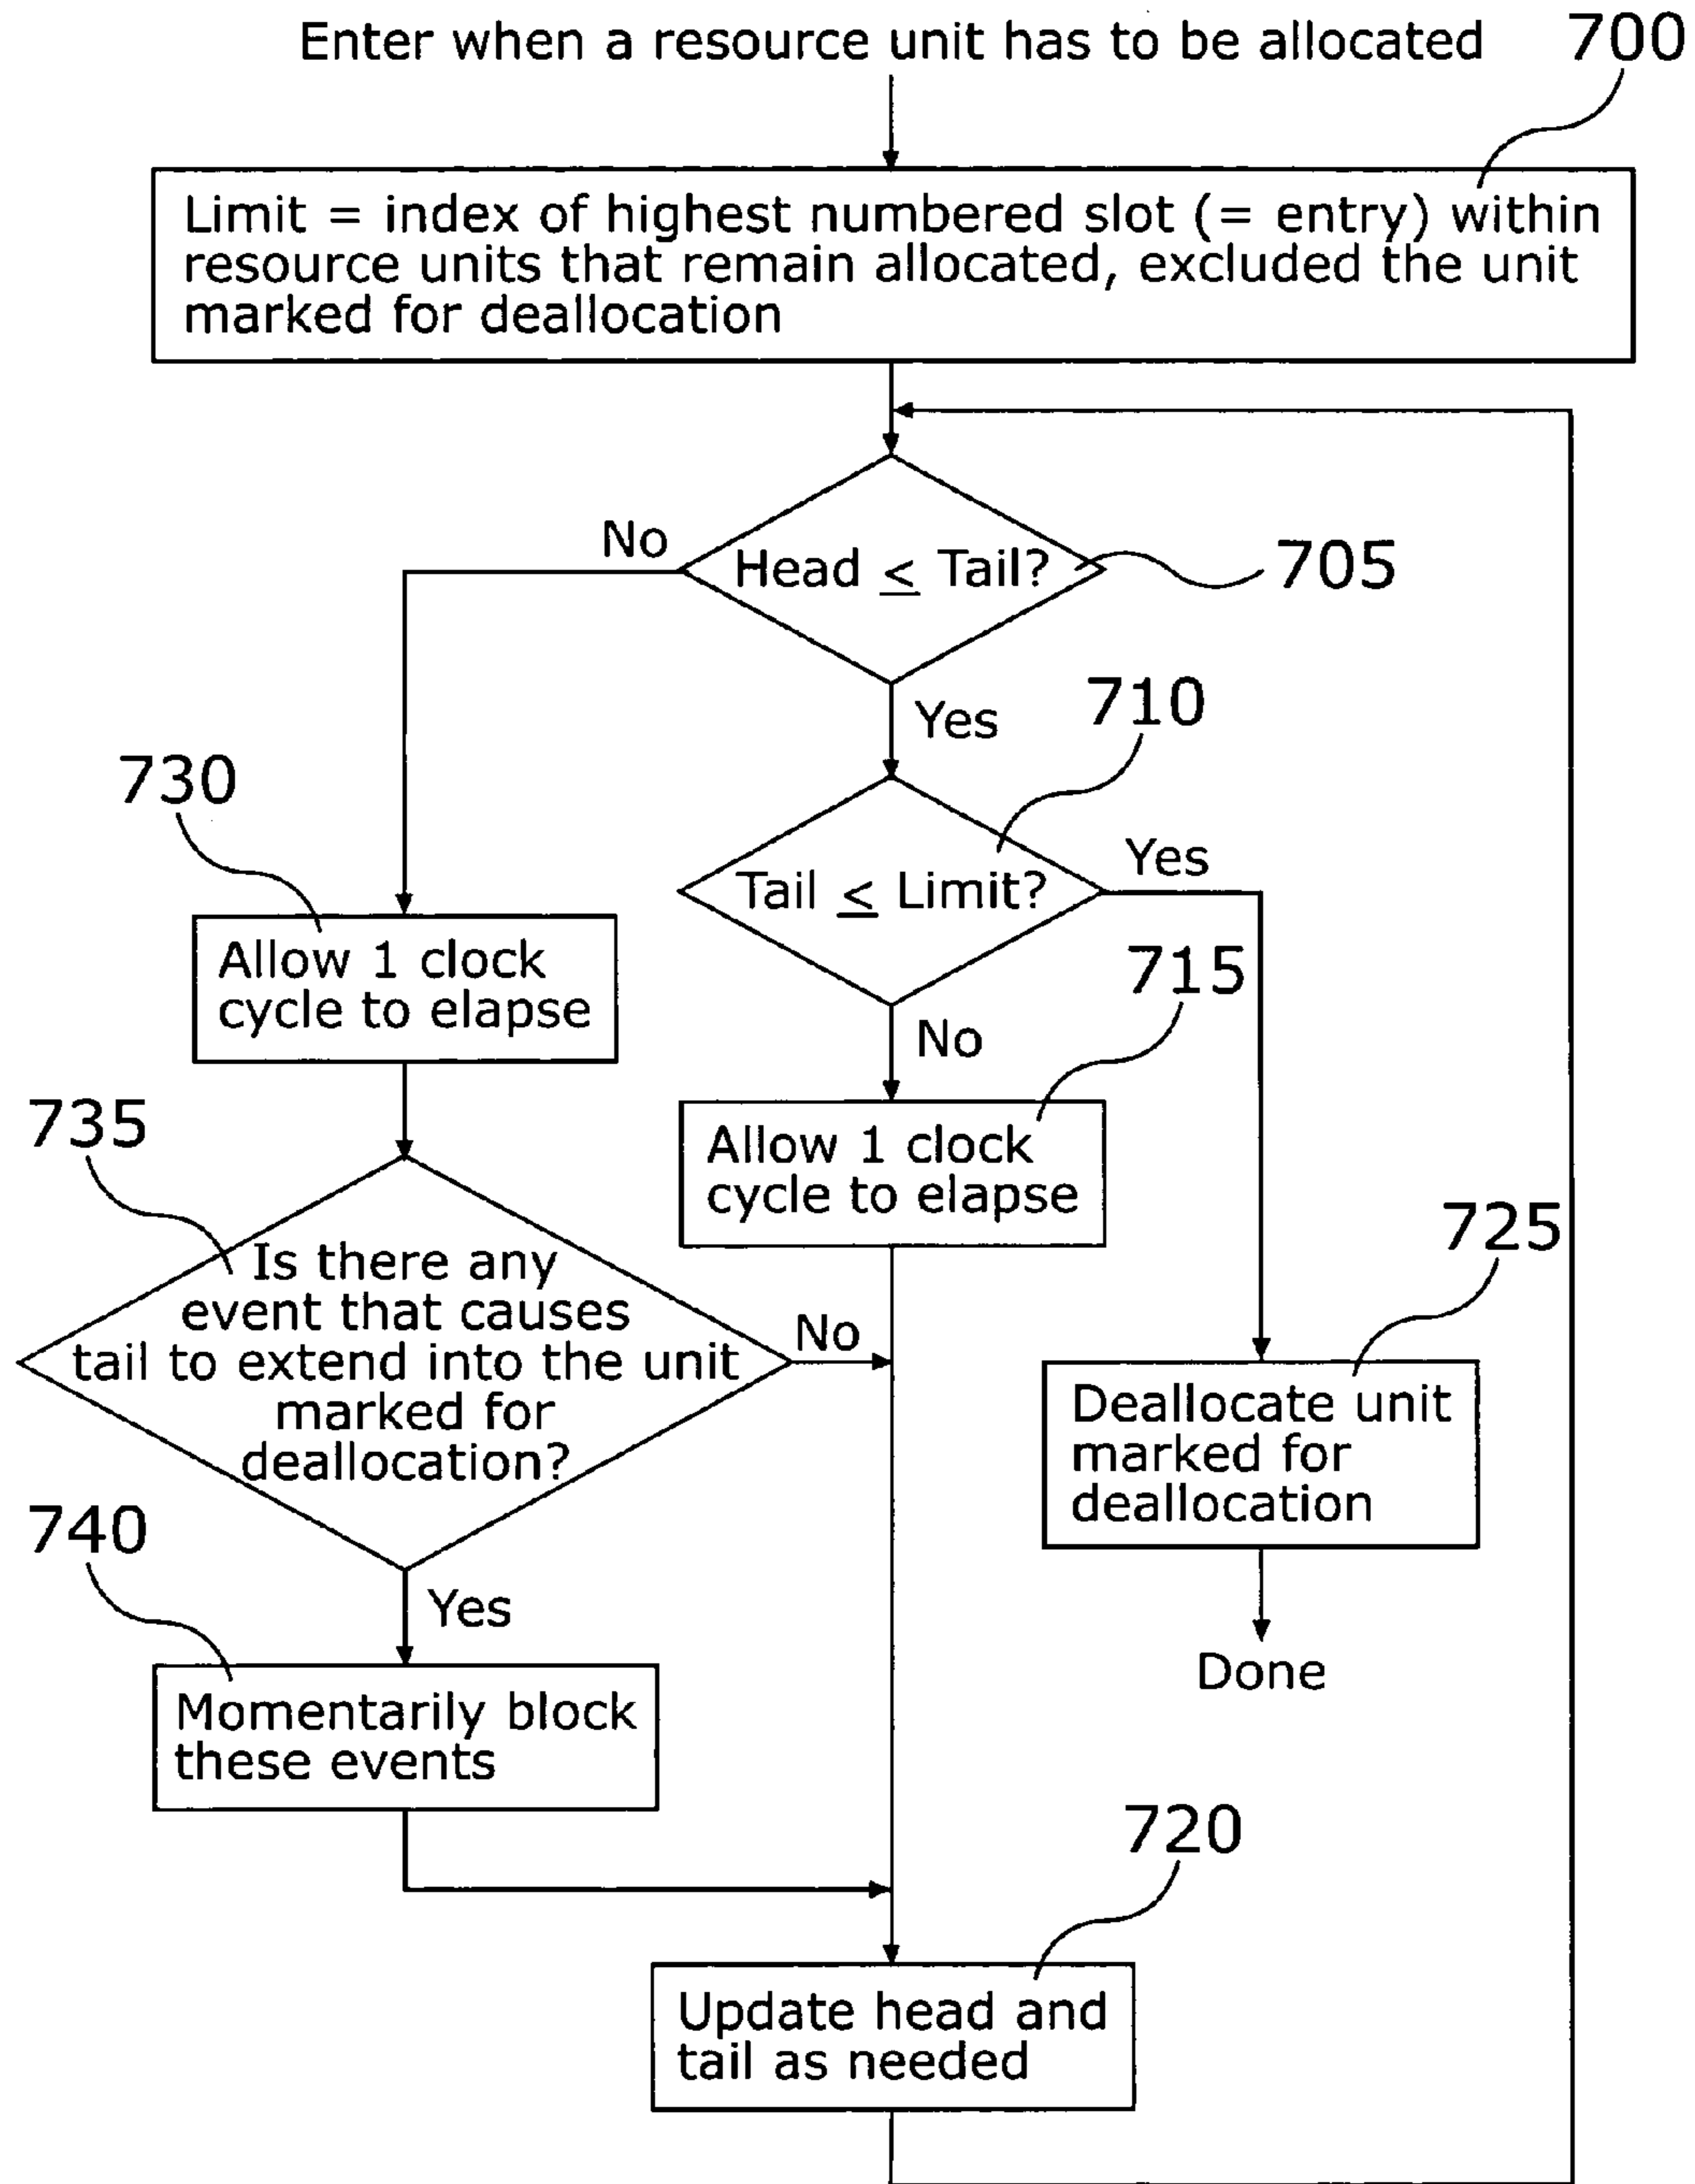 Enter when a resource unit has to be allocated
700
Limit = index of highest numbered slot (= entry) within
resource units that remain allocated, excluded the unit
marked for deallocation
No
Head ≤ Tail?
705
Yes
710
730
Tail ≤ Limit?
Yes
Allow 1 clock
cycle to elapse
715
No
735
Allow 1 clock
cycle to elapse
725
Is there any
event that causes
tail to extend into the unit
marked for
deallocation?
No
Deallocate unit
marked for
deallocation
740
Yes
Done
Momentarily block
these events
720
Update head and
tail as needed